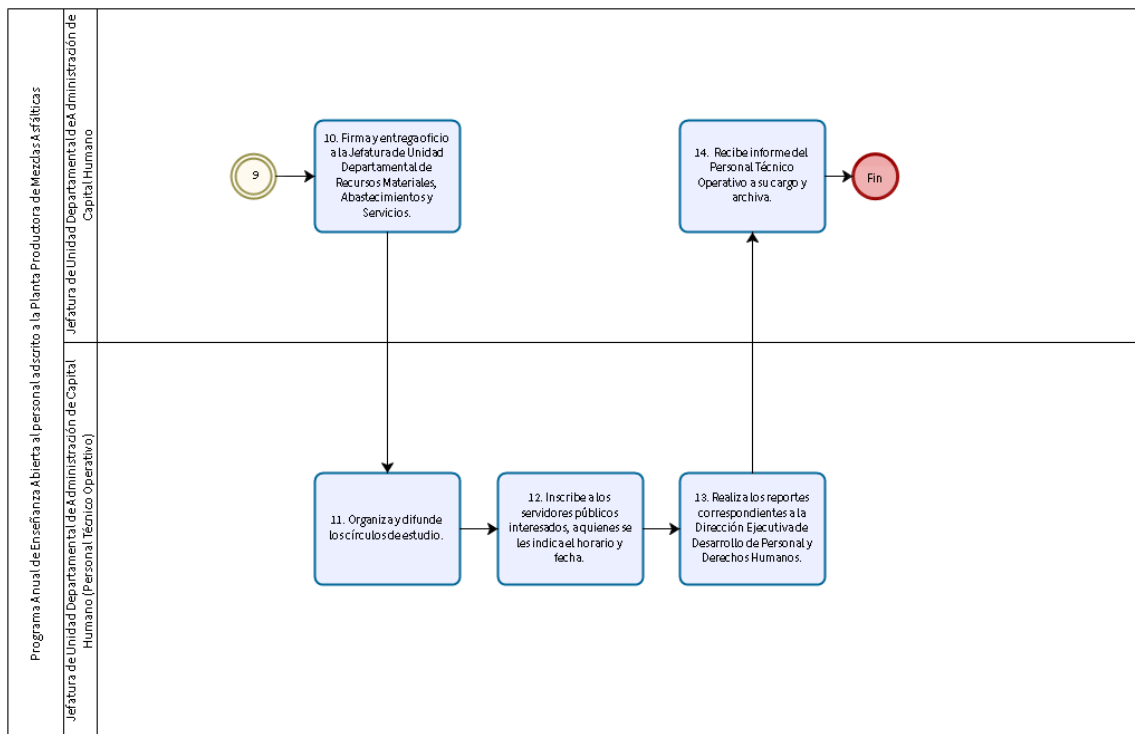 Programa Anual de Enseñanza Abierta al personal adscrito a la Planta Productora de Mezclas Asfálticas
Jefatura de Unidad Departamental de Administración de
Capital Humano
9
10. Firma y entrega oficio
a la Jefatura de Unidad
Departamental de
Recursos Materiales,
Abastecimientos y
Servicios.
14. Recibe informe del
Personal Técnico
Operativo a su cargo y
archiva.
Fin
Jefatura de Unidad Departamental de Administración de Capital
Humano (Personal Técnico Operativo)
11. Organiza y difunde
los círculos de estudio.
12. Inscribe a los
servidores públicos
interesados, a quienes se
les indica el horario y
fecha.
13. Realiza los reportes
correspondientes a la
Dirección Ejecutiva de
Desarrollo de Personal y
Derechos Humanos.